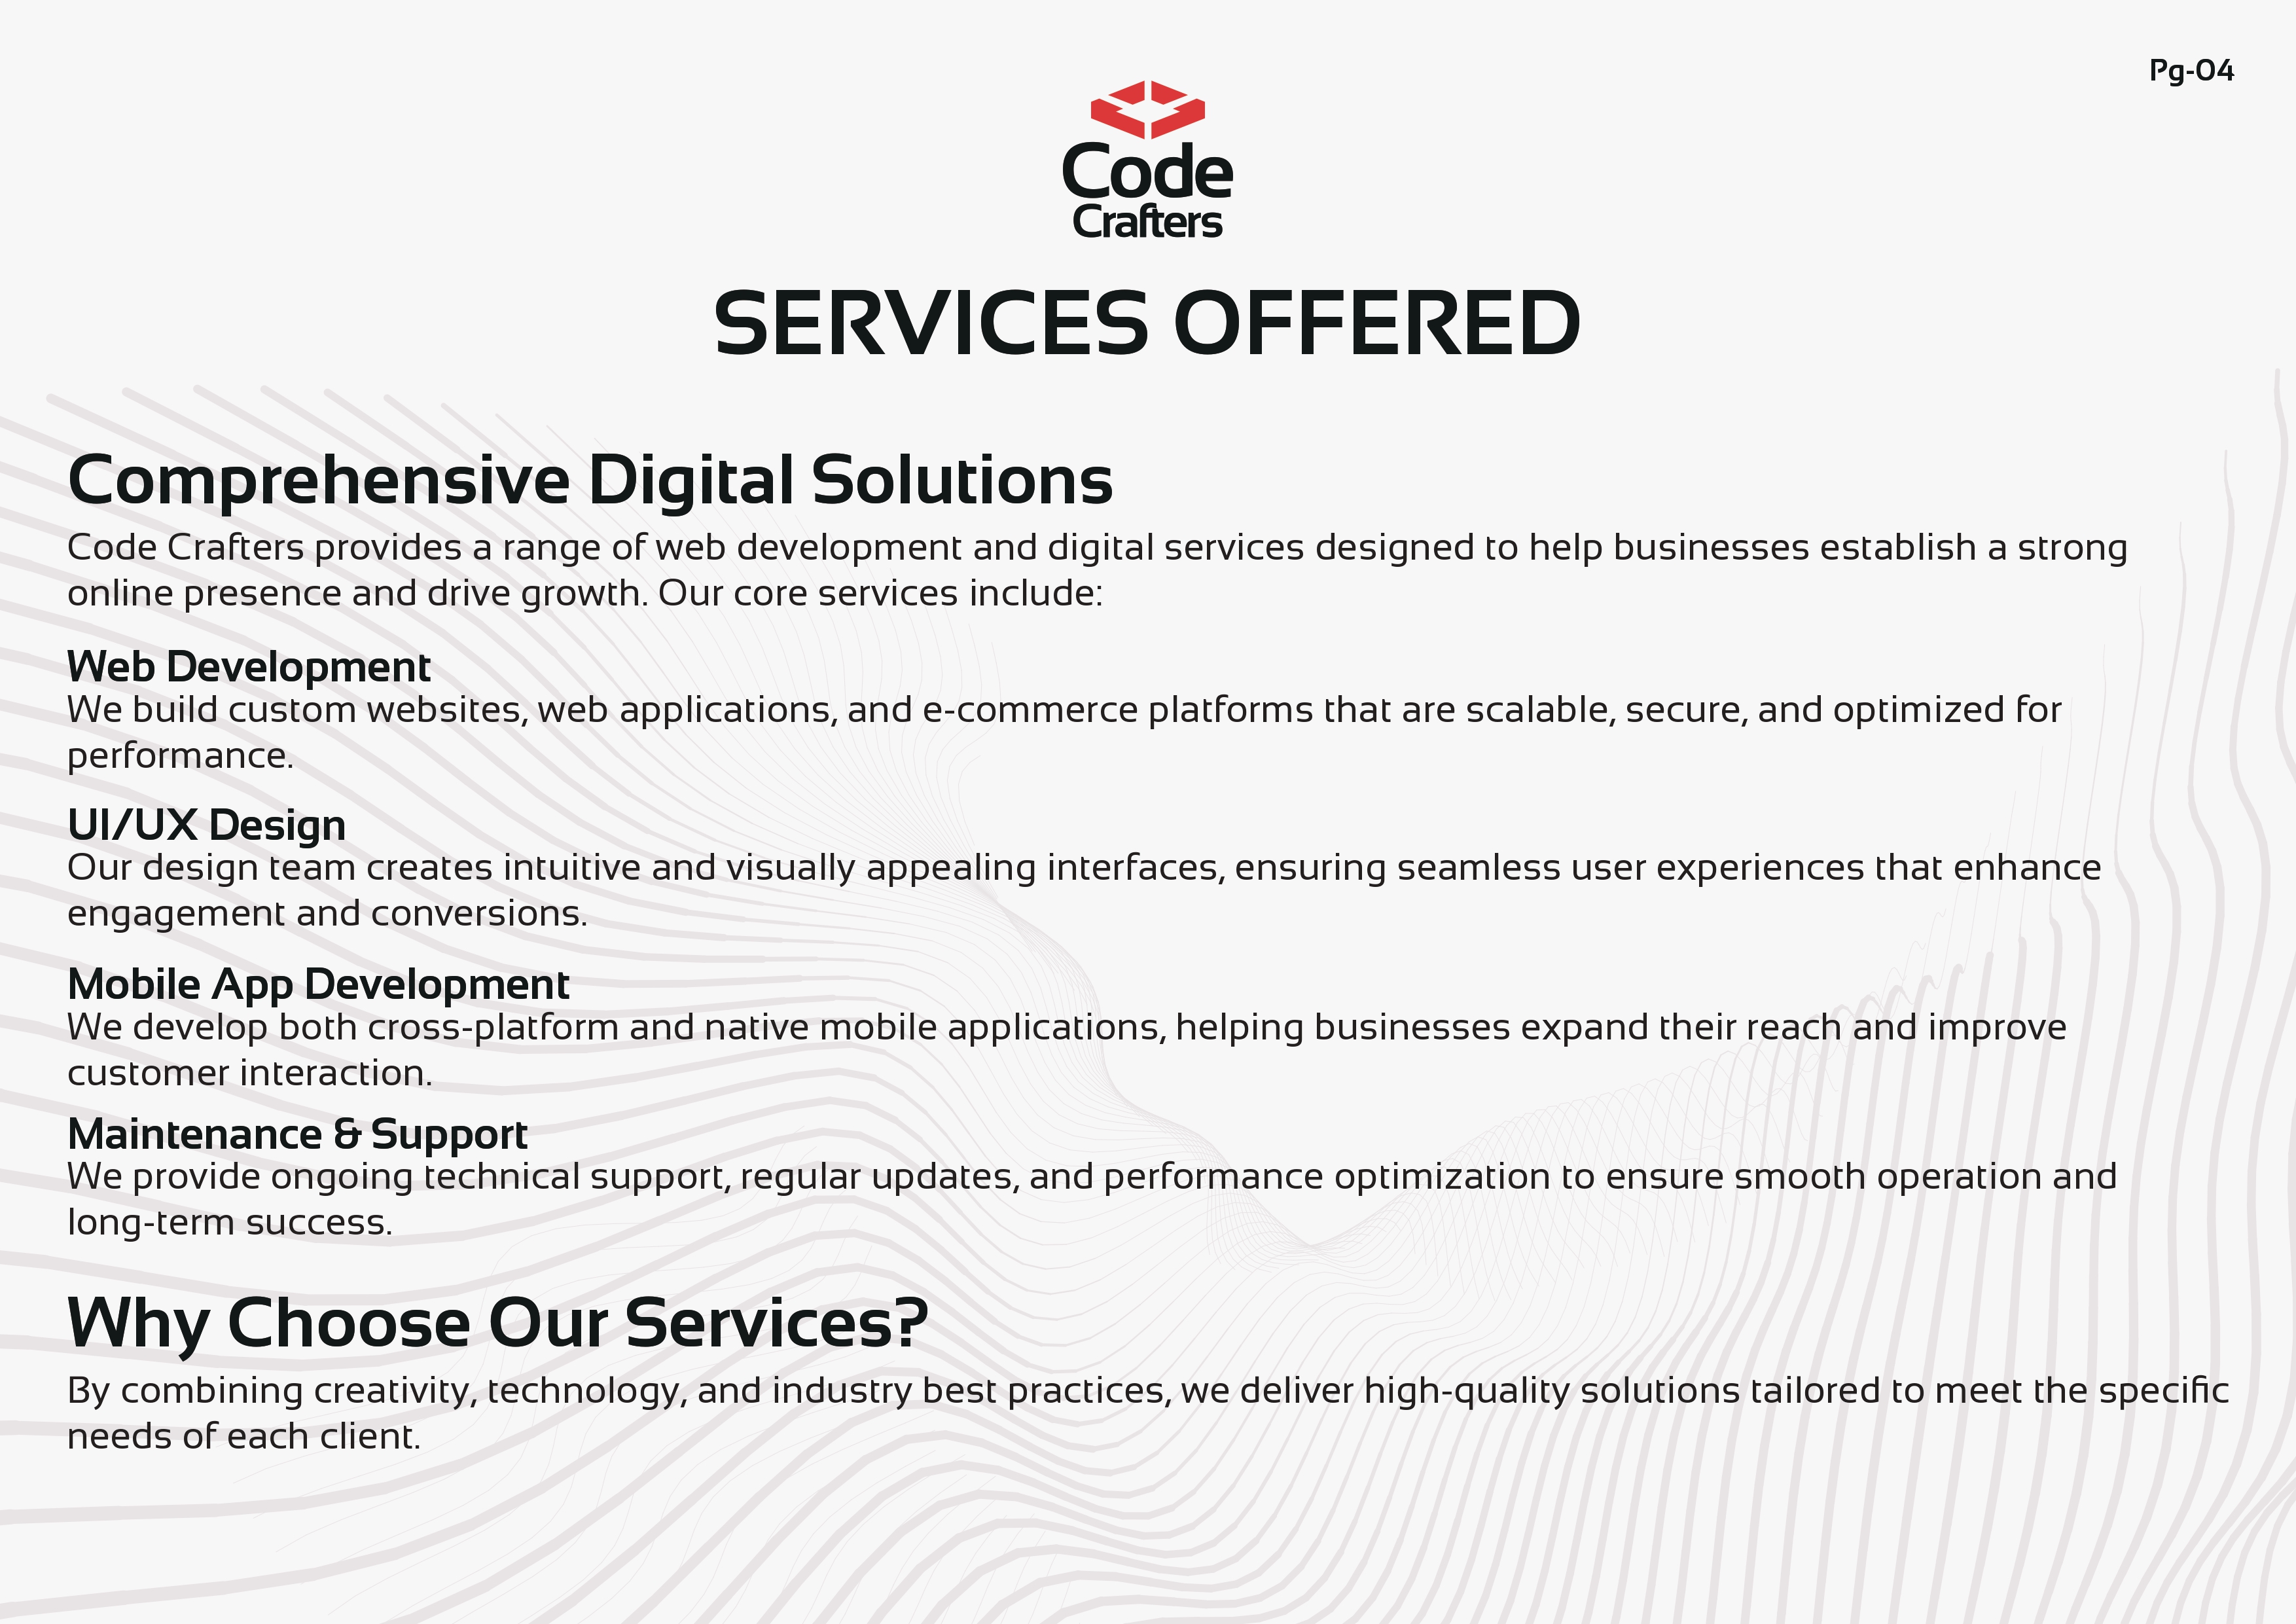 Pg-04
Code
Crafters
SERVICES OFFERED
Comprehensive Digital Solutions
Code Crafters provides a range of web development and digital services designed to help businesses establish a strong
online presence and drive growth. Our core services include:
Web Development
We build custom websites, web applications, and e-commerce platforms that are scalable, secure, and optimized for
performance.
UI/UX Design
Our design team creates intuitive and visually appealing interfaces, ensuring seamless user experiences that enhance
engagement and conversions.
Mobile App Development
We develop both cross-platform and native mobile applications, helping businesses expand their reach and improve
customer interaction.
Maintenance & Support
We provide ongoing technical support, regular updates, and performance optimization to ensure smooth operation and
long-term success.
Why Choose Our Services?
By combining creativity, technology, and industry best practices, we deliver high-quality solutions tailored to meet the specific
needs of each client.